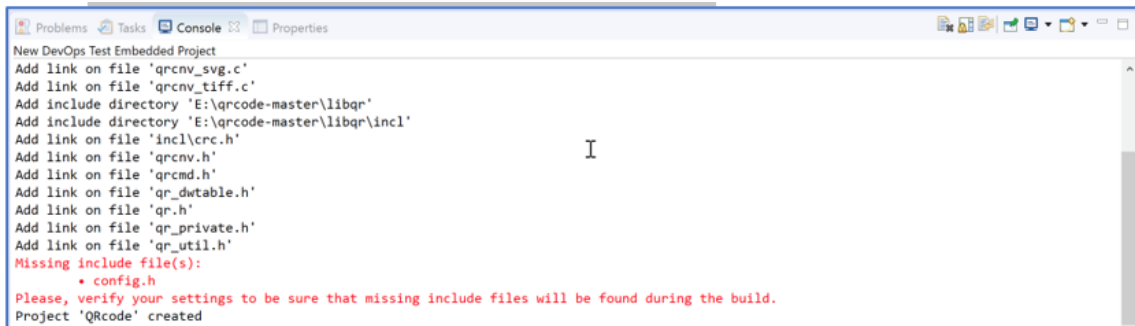 Problems Tasks Console Properties
New DevOps Test Embedded Project
Add link on file 'qrcnv_svg.c'
Add link on file 'qrcnv_tiff.c'
Add include directory 'E:\qrcode-master\libqr'
Add include directory 'E:\qrcode-master\libqr\incl'
Add link on file 'incl\crc.h'
Add link on file 'qrcnv.h'
Add link on file 'qrcmd.h'
Add link on file 'qr_dwtable.h'
Add link on file 'qr.h'
Add link on file 'qr_private.h'
Add link on file 'qr_util.h'
Missing include file(s):
• config.h
Please, verify your settings to be sure that missing include files will be found during the build.
Project 'QRcode' created